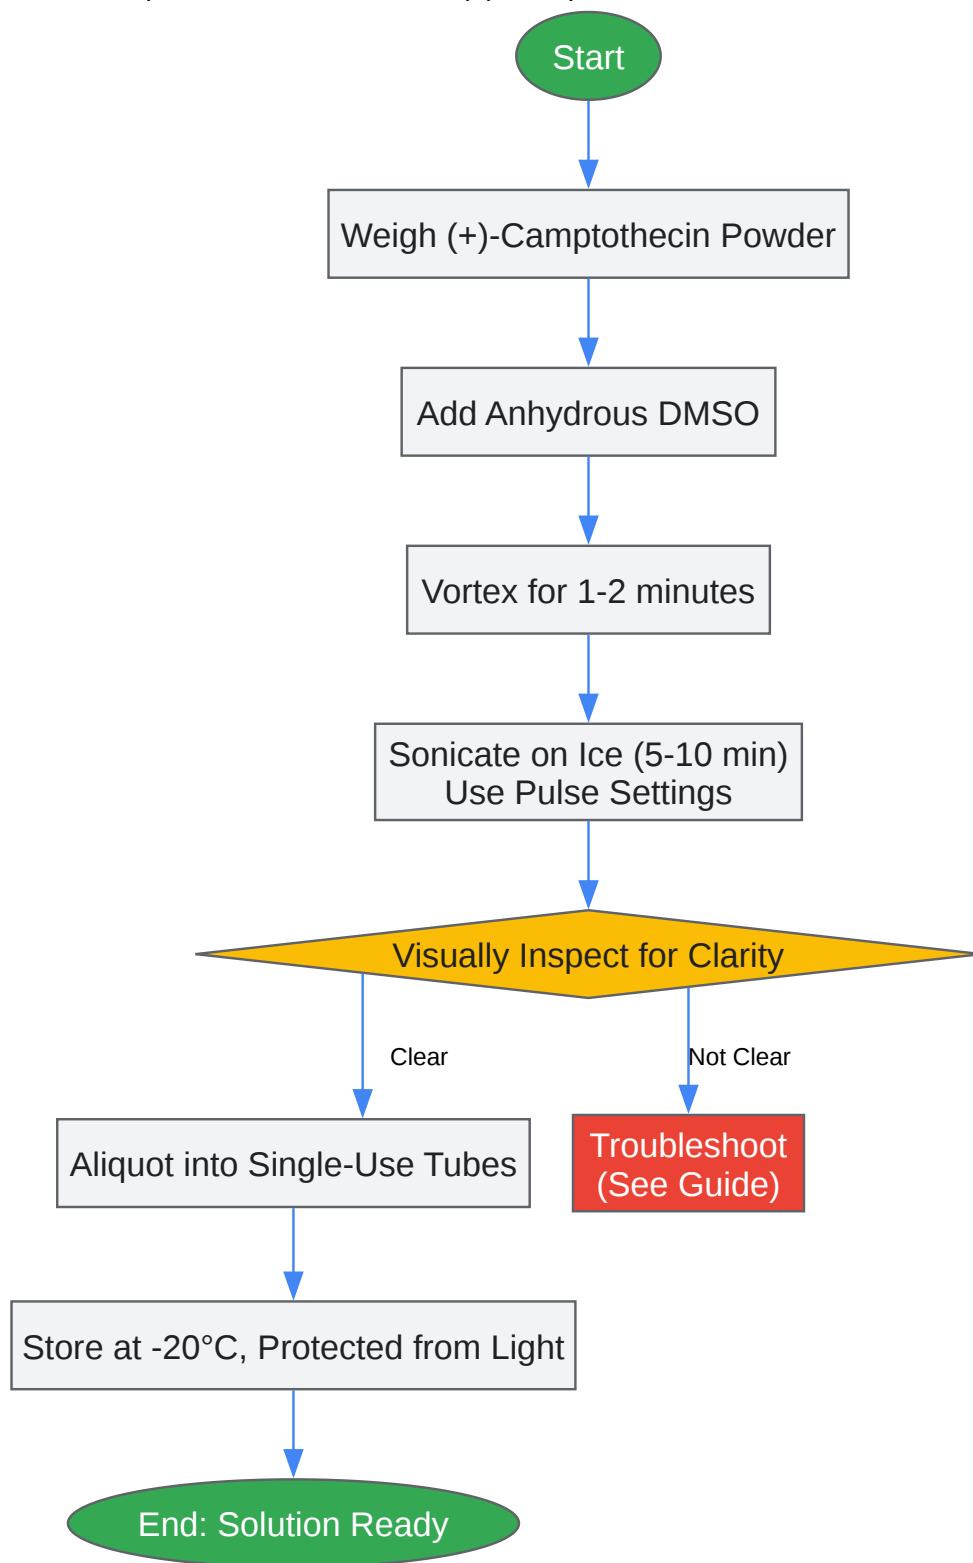 Start
Weigh (+)-Camptothecin Powder
Add Anhydrous DMSO
Vortex for 1-2 minutes
Sonicate on Ice (5-10 min)
Use Pulse Settings
Visually Inspect for Clarity
Clear
Not Clear
Aliquot into Single-Use Tubes
Troubleshoot
(See Guide)
Store at -20°C, Protected from Light
End: Solution Ready